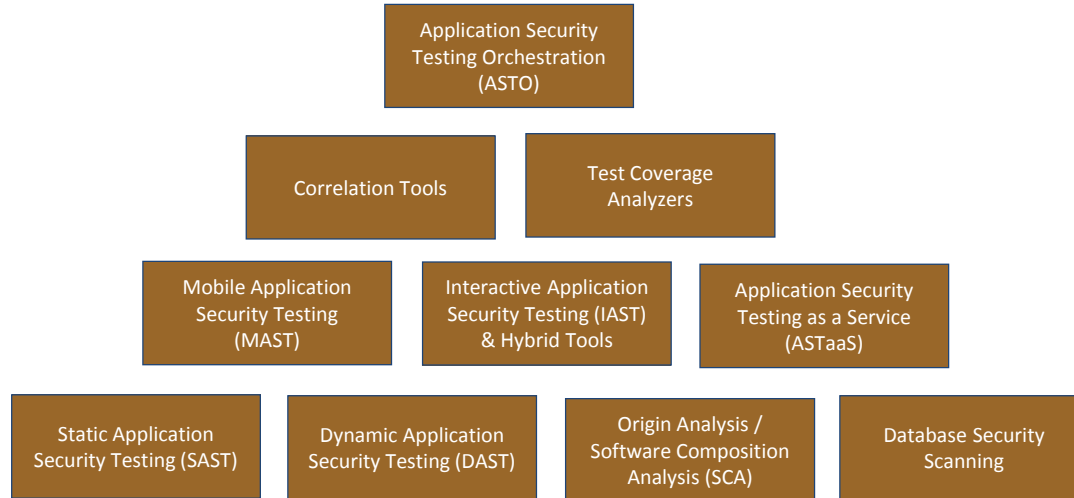 Application Security
Testing Orchestration
(ASTO)
Correlation Tools
Test Coverage
Analyzers
Mobile Application
Security Testing
(MAST)
Interactive Application
Security Testing (IAST)
& Hybrid Tools
Application Security
Testing as a Service
(ASTaaS)
Static Application
Security Testing (SAST)
Dynamic Application
Security Testing (DAST)
Origin Analysis /
Software Composition
Analysis (SCA)
Database Security
Scanning